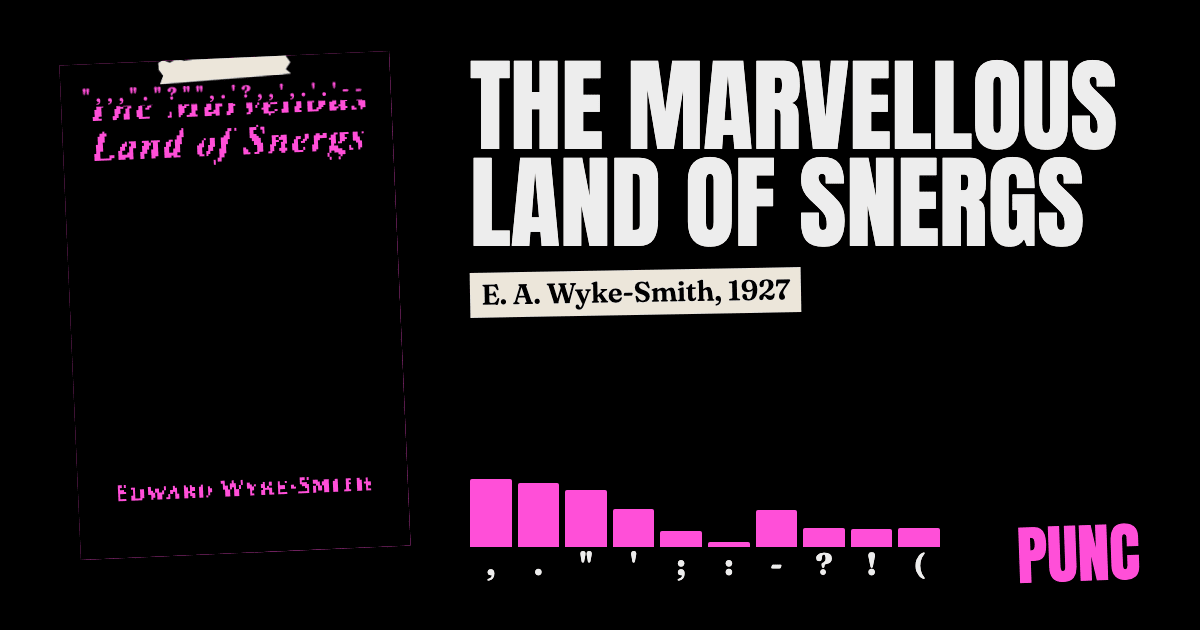 ",,,"."?"",.'?,,',.'.'--
The Marvellous
Land of Snergs
EDWARD WYKE-SMITH
THE MARVELLOUS
LAND OF SNERGS
E. A. Wyke-Smith, 1927
, . " ' ; : - ? ! (
PUNC